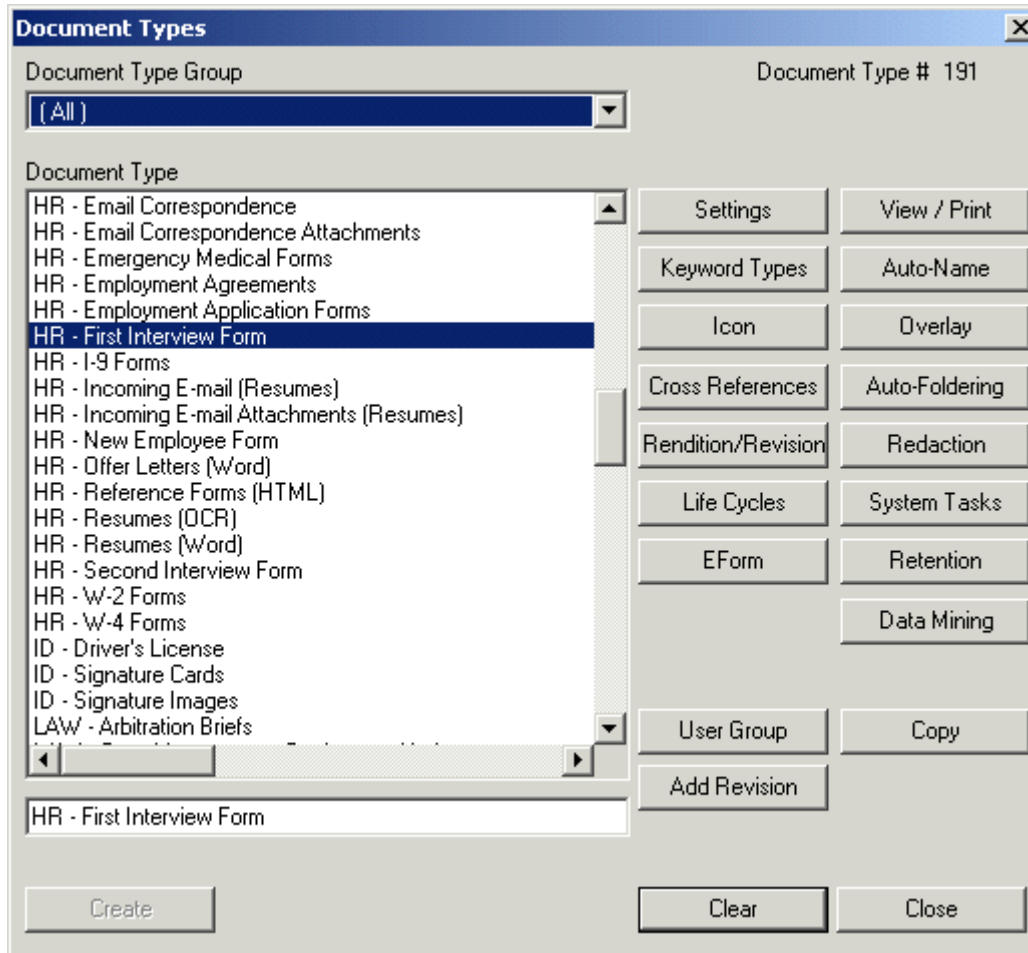 Document Types
Document Type Group
Document Type # 191
( All )
Document Type
HR - Email Correspondence
HR - Email Correspondence Attachments
HR - Emergency Medical Forms
HR - Employment Agreements
HR - Employment Application Forms
HR - First Interview Form
HR - I-9 Forms
HR - Incoming E-mail (Resumes)
HR - Incoming E-mail Attachments (Resumes)
HR - New Employee Form
HR - Offer Letters (Word)
HR - Reference Forms (HTML)
HR - Resumes (OCR)
HR - Resumes (Word)
HR - Second Interview Form
HR - W-2 Forms
HR - W-4 Forms
ID - Driver's License
ID - Signature Cards
ID - Signature Images
LAW - Arbitration Briefs
HR - First Interview Form
Settings
View / Print
Keyword Types
Auto-Name
Icon
Overlay
Cross References
Auto-Foldering
Rendition/Revision
Redaction
Life Cycles
System Tasks
EForm
Retention
Data Mining
User Group
Copy
Add Revision
Create
Clear
Close